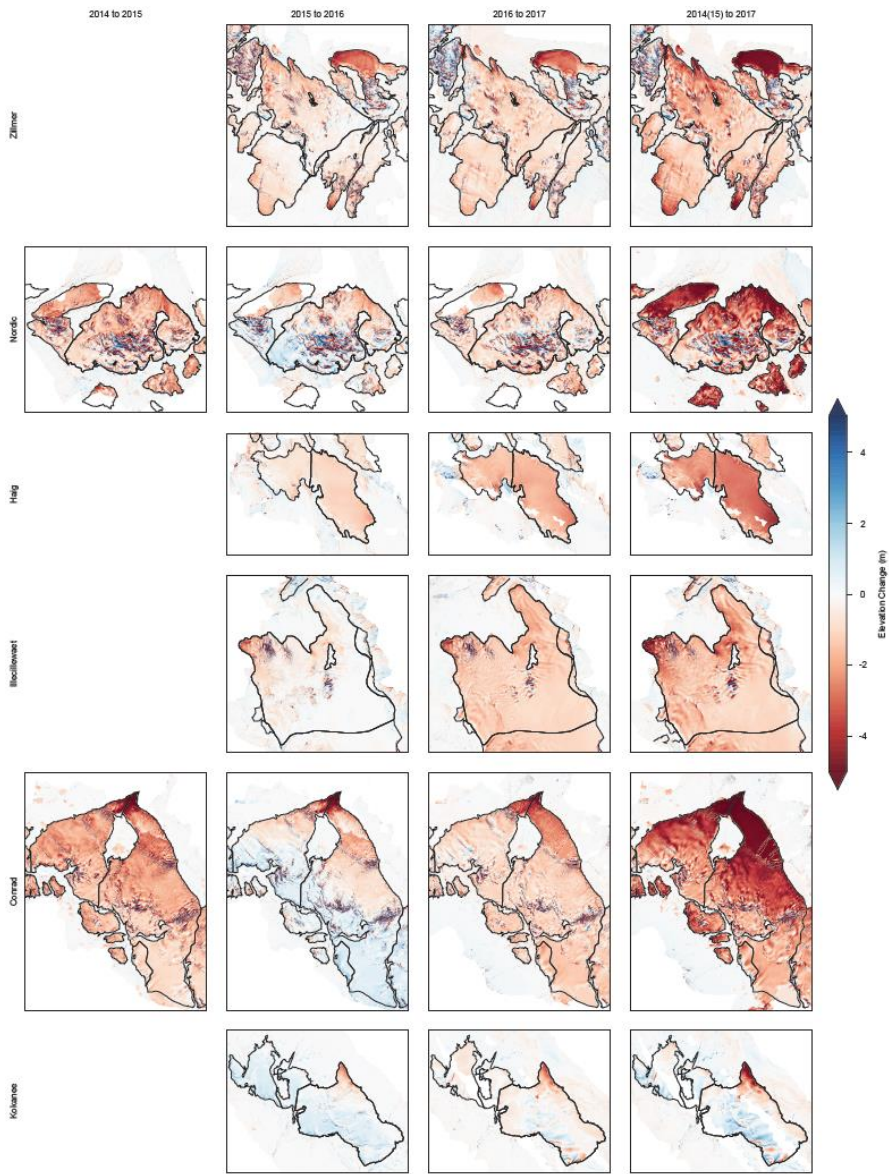 2014 to 2015
2015 to 2016
2016 to 2017
2014(15) to 2017
Zillmer
Nordic
Haig
Illecillewaet
Conrad
Kokanee
4
2
0
-2
-4
Elevation Change (m)